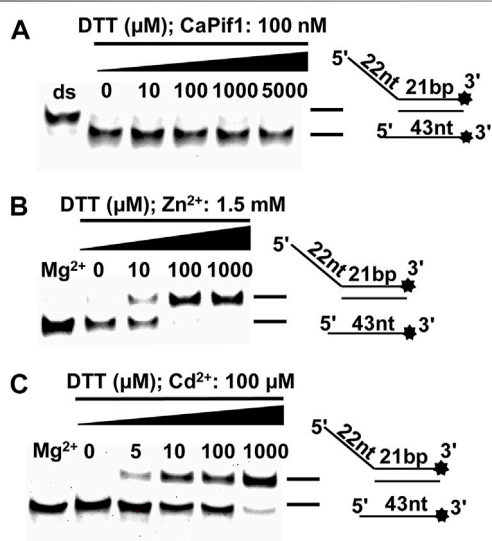 A
DTT (µM); CaPif1: 100 nM
ds 0 10 100 1000 5000
5' 22nt 21bp 3'
5' 43nt 3'
B
DTT (µM); Zn²⁺: 1.5 mM
Mg²⁺ 0 10 100 1000
5' 22nt 21bp 3'
5' 43nt 3'
C
DTT (µM); Cd²⁺: 100 µM
Mg²⁺ 0 5 10 100 1000
5' 22nt 21bp 3'
5' 43nt 3'